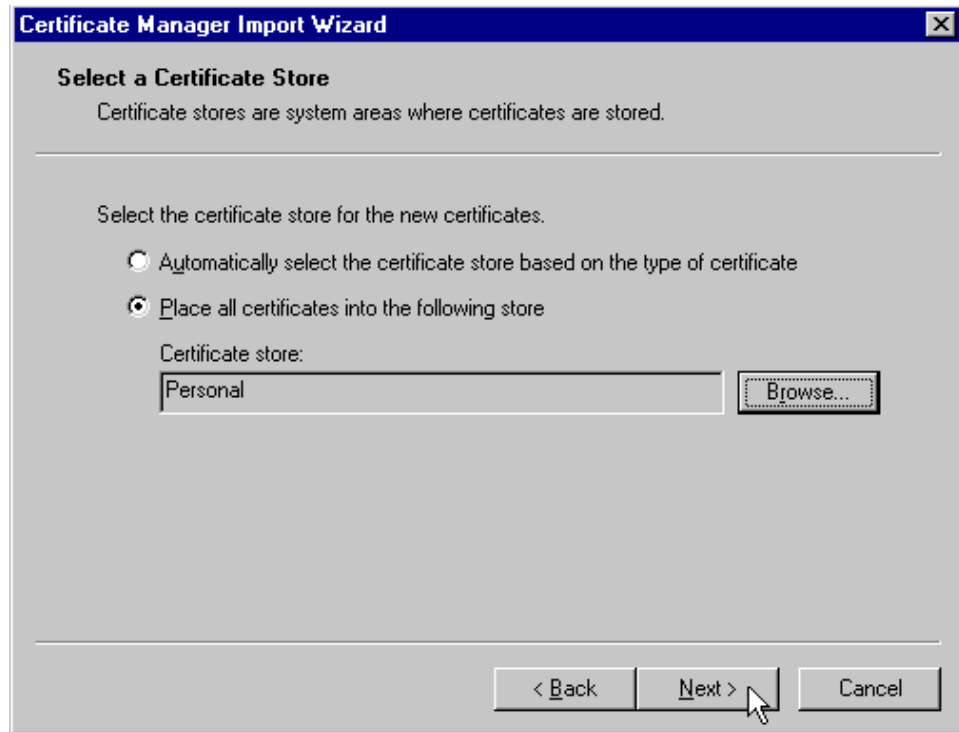 Certificate Manager Import Wizard
Select a Certificate Store
Certificate stores are system areas where certificates are stored.
Select the certificate store for the new certificates.
Automatically select the certificate store based on the type of certificate
Place all certificates into the following store
Certificate store:
Personal
Browse...
< Back
Next >
Cancel